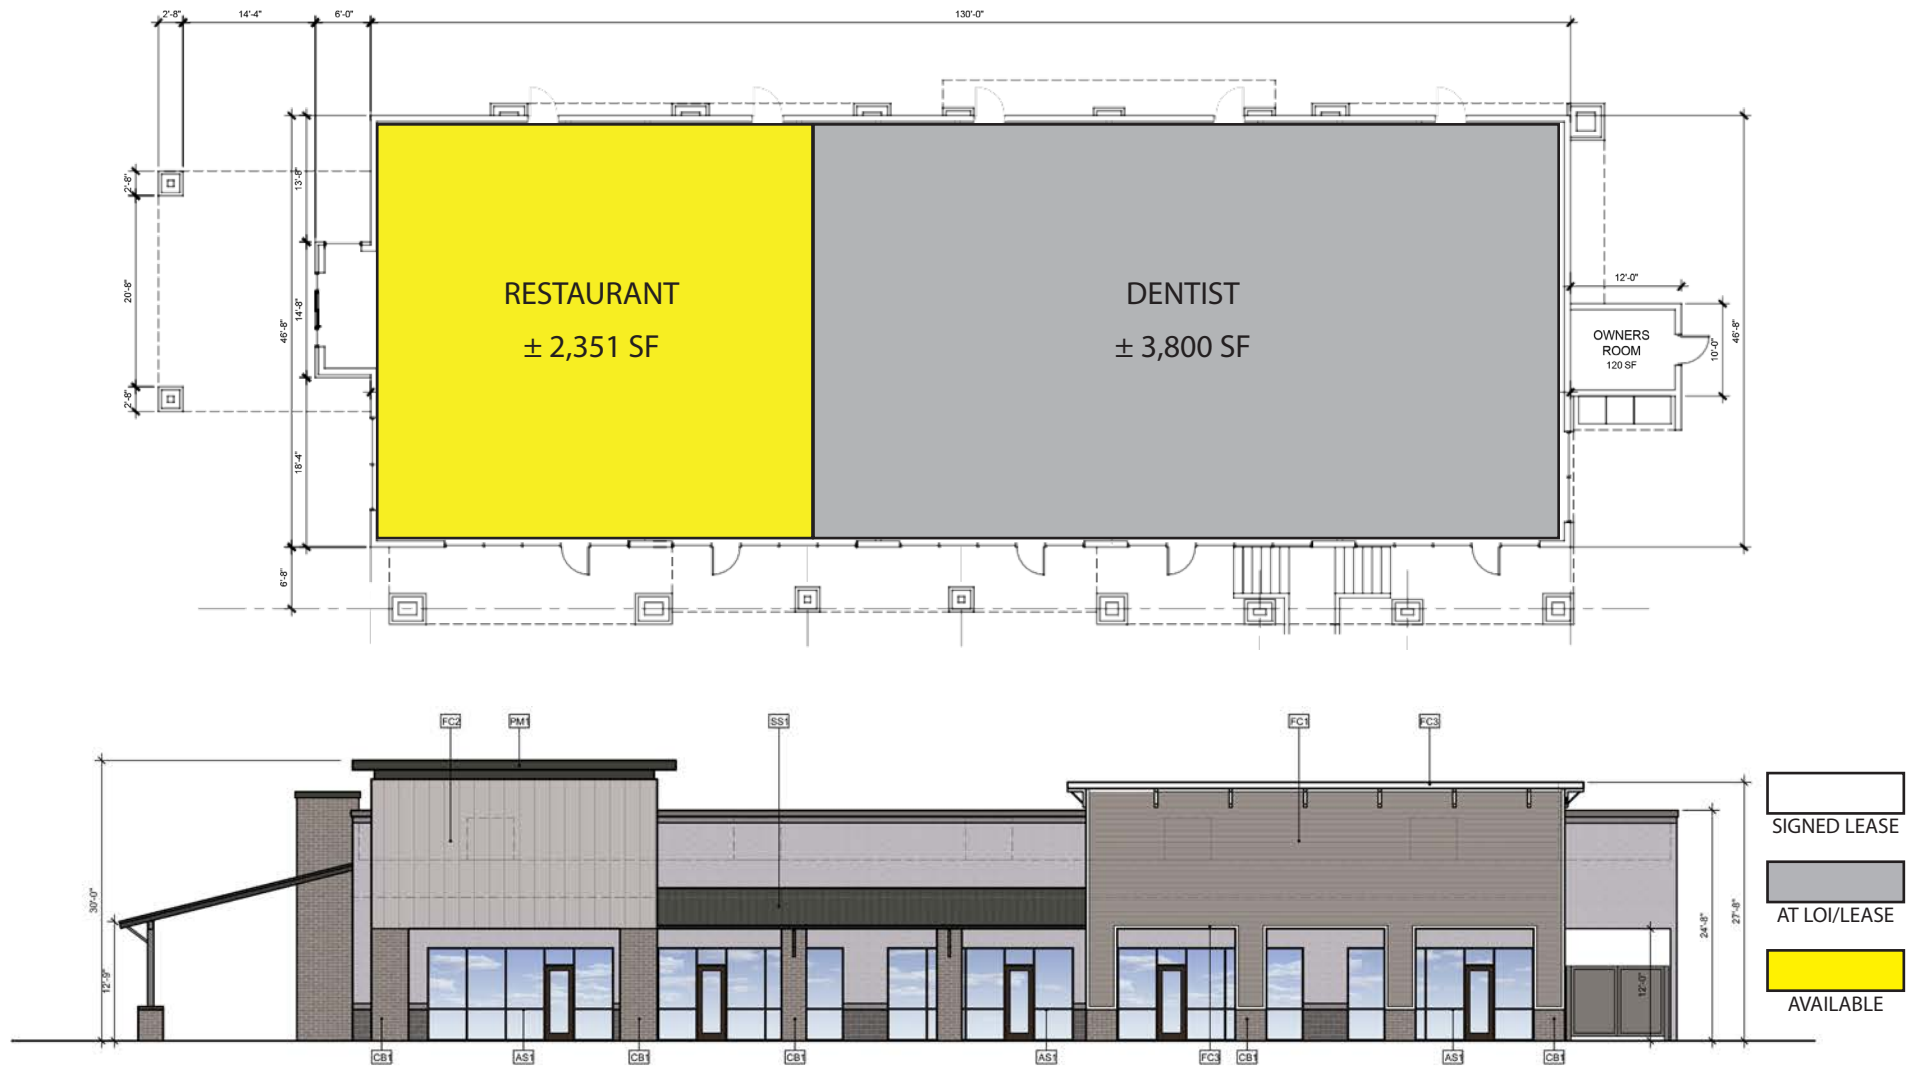 2'-8"
14'-4"
6'-0"
130'-0"
2'-8"
20'-8"
2'-8"
13'-8"
14'-8"
46'-8"
18'-4"
6'-8"
RESTAURANT
± 2,351 SF
DENTIST
± 3,800 SF
12'-0"
OWNERS
ROOM
120 SF
10'-0"
46'-8"
FC2
PM1
SS1
FC1
FC3
30'-0"
12'-9"
12'-0"
24'-8"
27'-8"
CB1
AS1
CB1
CB1
AS1
FC3
CB1
AS1
CB1
SIGNED LEASE
AT LOI/LEASE
AVAILABLE